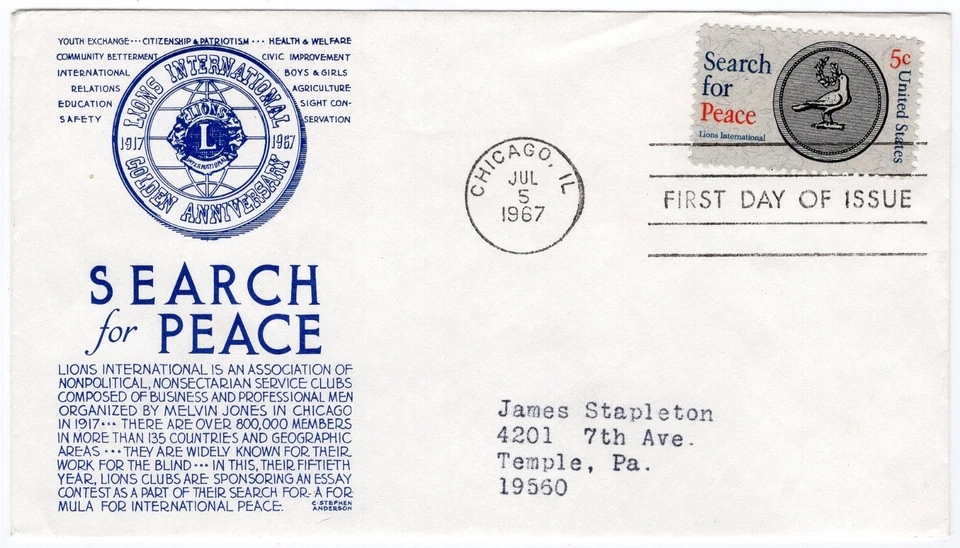 YOUTH EXCHANGE ··· CITIZENSHIP & PATRIOTISM ··· HEALTH & WELFARE
COMMUNITY BETTERMENT
INTERNATIONAL
RELATIONS
EDUCATION
SAFETY
CIVIC IMPROVEMENT
BOYS & GIRLS
AGRICULTURE
SIGHT CON-
SERVATION
LIONS INTERNATIONAL
1917
LIONS
L
INTERNATIONAL
1967
GOLDEN ANNIVERSARY
SEARCH
for PEACE
LIONS INTERNATIONAL IS AN ASSOCIATION OF
NONPOLITICAL, NONSECTARIAN SERVICE CLUBS
COMPOSED OF BUSINESS AND PROFESSIONAL MEN
ORGANIZED BY MELVIN JONES IN CHICAGO
IN 1917 ··· THERE ARE OVER 800,000 MEMBERS
IN MORE THAN 135 COUNTRIES AND GEOGRAPHIC
AREAS ··· THEY ARE WIDELY KNOWN FOR THEIR
WORK FOR THE BLIND ··· IN THIS, THEIR FIFTIETH
YEAR, LIONS CLUBS ARE SPONSORING AN ESSAY
CONTEST AS A PART OF THEIR SEARCH FOR A FOR-
MULA FOR INTERNATIONAL PEACE.
C. STEPHEN
ANDERSON
CHICAGO, IL
JUL
5
1967
Search
for
Peace
Lions International
5c
United States
FIRST DAY OF ISSUE
James Stapleton
4201 7th Ave.
Temple, Pa.
19560